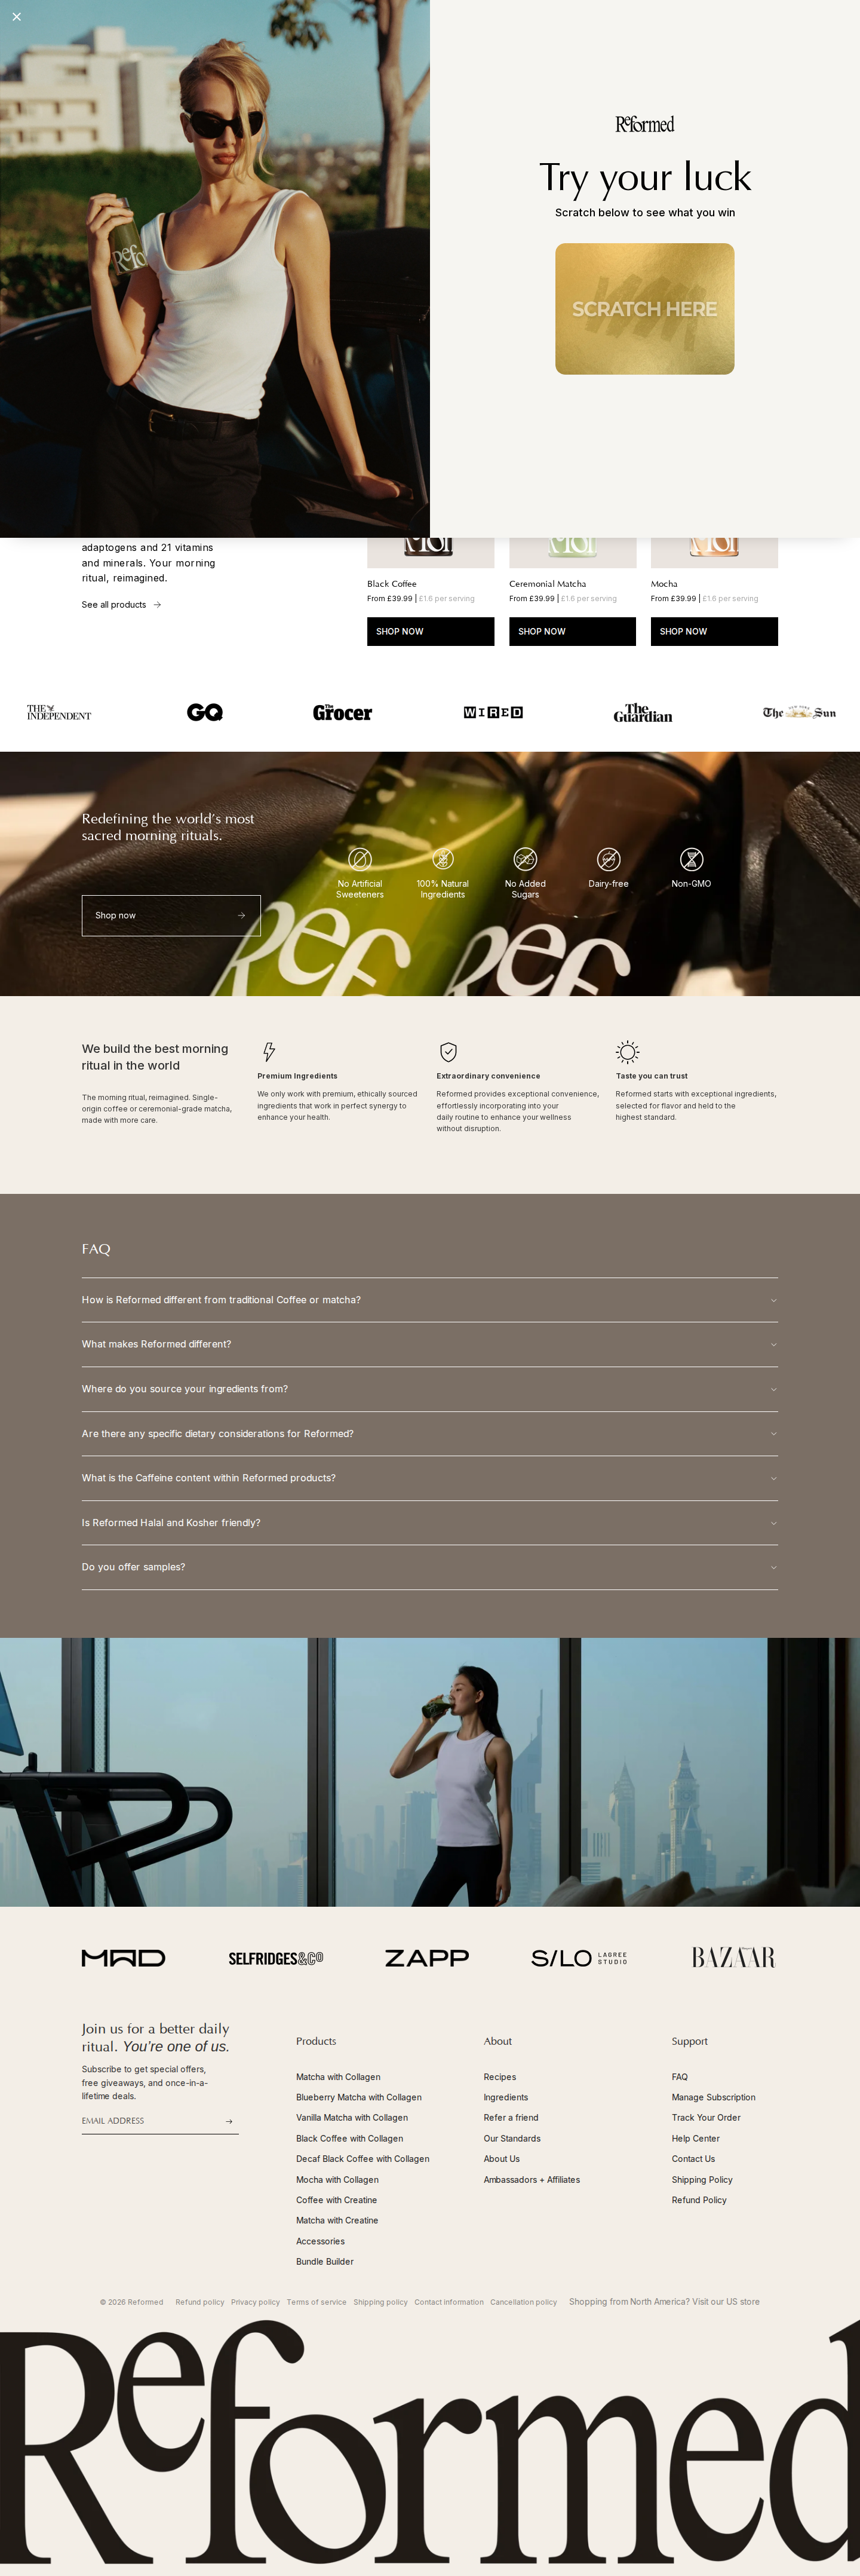 Reformed
Try your luck
Scratch below to see what you win
SCRATCH HERE
Refo
adaptogens and 21 vitamins
and minerals. Your morning
ritual, reimagined.
See all products
Black Coffee
From £39.99 | £1.6 per serving
SHOP NOW
Ceremonial Matcha
From £39.99 | £1.6 per serving
SHOP NOW
Mocha
From £39.99 | £1.6 per serving
SHOP NOW
THE
INDEPENDENT
GQ
The
Grocer
WIRED
The
Guardian
The Sun
Redefining the world's most
sacred morning rituals.
Shop now
No Artificial
Sweeteners
100% Natural
Ingredients
No Added
Sugars
Dairy-free
Non-GMO
Ref
Ref
We build the best morning
ritual in the world
The morning ritual, reimagined. Single-
origin coffee or ceremonial-grade matcha,
made with more care.
Premium Ingredients
We only work with premium, ethically sourced
ingredients that work in perfect synergy to
enhance your health.
Extraordinary convenience
Reformed provides exceptional convenience,
effortlessly incorporating into your
daily routine to enhance your wellness
without disruption.
Taste you can trust
Reformed starts with exceptional ingredients,
selected for flavor and held to the
highest standard.
FAQ
How is Reformed different from traditional Coffee or matcha?
What makes Reformed different?
Where do you source your ingredients from?
Are there any specific dietary considerations for Reformed?
What is the Caffeine content within Reformed products?
Is Reformed Halal and Kosher friendly?
Do you offer samples?
MAD
SELFRIDGES&CO
ZAPP
S/LO LAGREE
STUDIO
BAZAAR
Join us for a better daily
ritual. You're one of us.
Subscribe to get special offers,
free giveaways, and once-in-a-
lifetime deals.
EMAIL ADDRESS
Products
Matcha with Collagen
Blueberry Matcha with Collagen
Vanilla Matcha with Collagen
Black Coffee with Collagen
Decaf Black Coffee with Collagen
Mocha with Collagen
Coffee with Creatine
Matcha with Creatine
Accessories
Bundle Builder
About
Recipes
Ingredients
Refer a friend
Our Standards
About Us
Ambassadors + Affiliates
Support
FAQ
Manage Subscription
Track Your Order
Help Center
Contact Us
Shipping Policy
Refund Policy
© 2026 Reformed Refund policy Privacy policy Terms of service Shipping policy Contact information Cancellation policy Shopping from North America? Visit our US store
Reformed